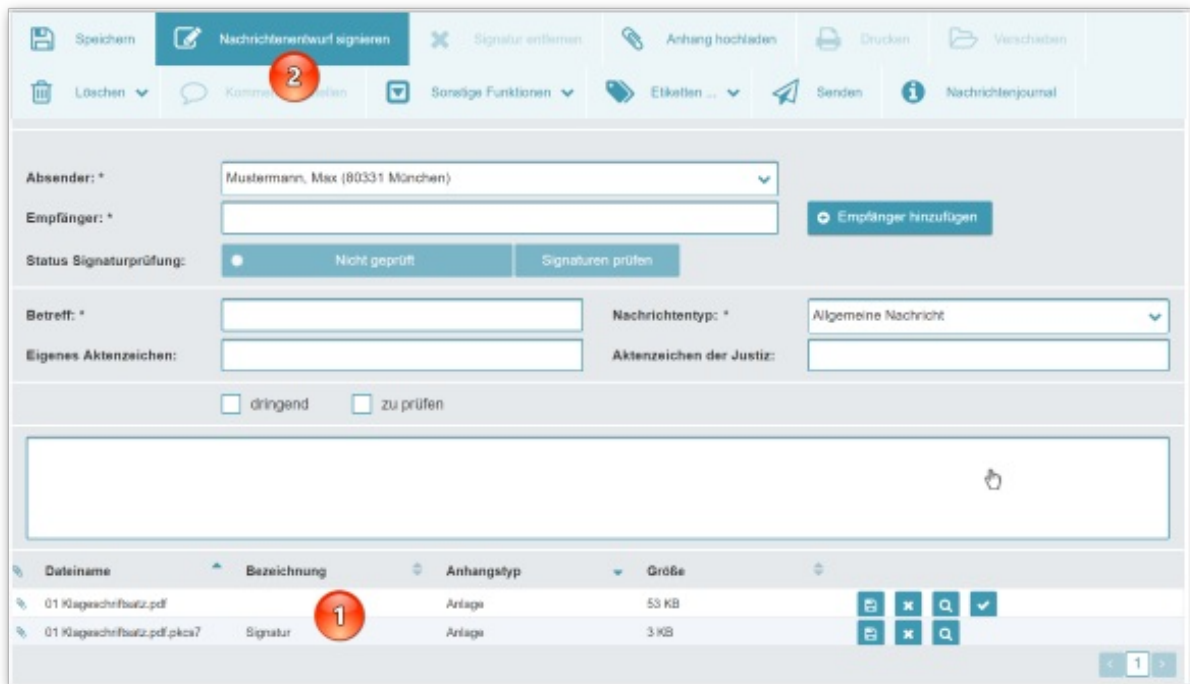 Speichern Nachrichtenentwurf signieren Signatur entfernen Anhang hochladen Drucken Verschieben
2
Löschen Sonstige Funktionen Etiketten ... Senden Nachrichtenjournal
Absender: * Mustermann, Max (80331 München)
Empfänger: * Empfänger hinzufügen
Status Signaturprüfung: Nicht geprüft Signaturen prüfen
Betreff: * Nachrichtentyp: * Allgemeine Nachricht
Eigenes Aktenzeichen: Aktenzeichen der Justiz:
dringend zu prüfen
Dateiname Bezeichnung Anhangstyp Größe
01 Klageschriftsatz.pdf Anlage 53 KB
1
01 Klageschriftsatz.pdf.pkcs7 Signatur Anlage 3 KB
< 1 >